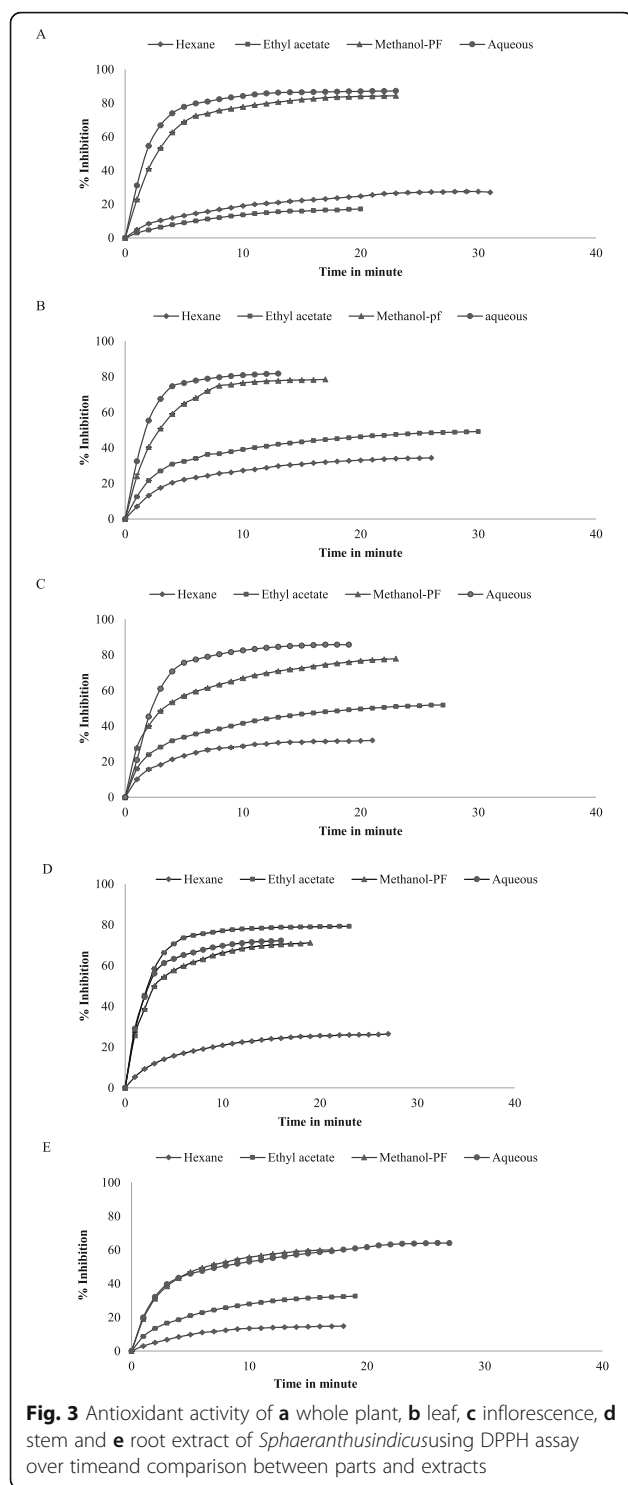 A
Hexane Ethyl acetate Methanol-PF Aqueous
100
80
60
40
20
0
% Inhibition
0 10 20 30 40
Time in minute
B
Hexane Ethyl acetate Methanol-pf aqueous
100
80
60
40
20
0
% Inhibition
0 10 20 30 40
Time in minute
C
Hexane Ethyl acetate Methanol-PF Aqueous
100
80
60
40
20
0
% Inhibition
0 10 20 30 40
Time in minute
D
Hexane Ethyl acetate Methanol-PF Aqueous
100
80
60
40
20
0
% Inhibition
0 10 20 30 40
Time in minute
E
Hexane Ethyl acetate Methanol-PF Aqueous
100
80
60
40
20
0
% Inhibition
0 10 20 30 40
Time in minute
Fig. 3 Antioxidant activity of a whole plant, b leaf, c inflorescence, d
stem and e root extract of Sphaeranthusindicususing DPPH assay
over timeand comparison between parts and extracts